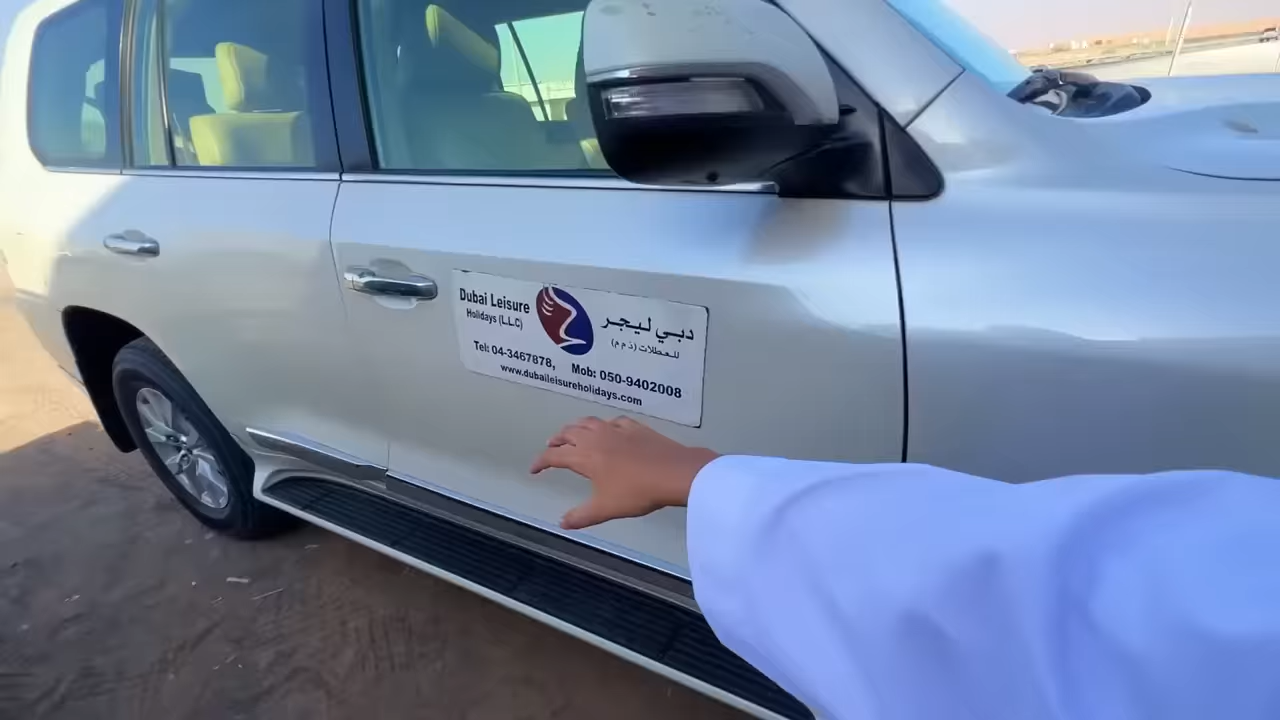 Dubai Leisure
Holidays (L.L.C)
دبي ليجر
للعطلات (ذ م م)
Tel: 04-3467878, Mob: 050-9402008
www.dubaileisureholidays.com